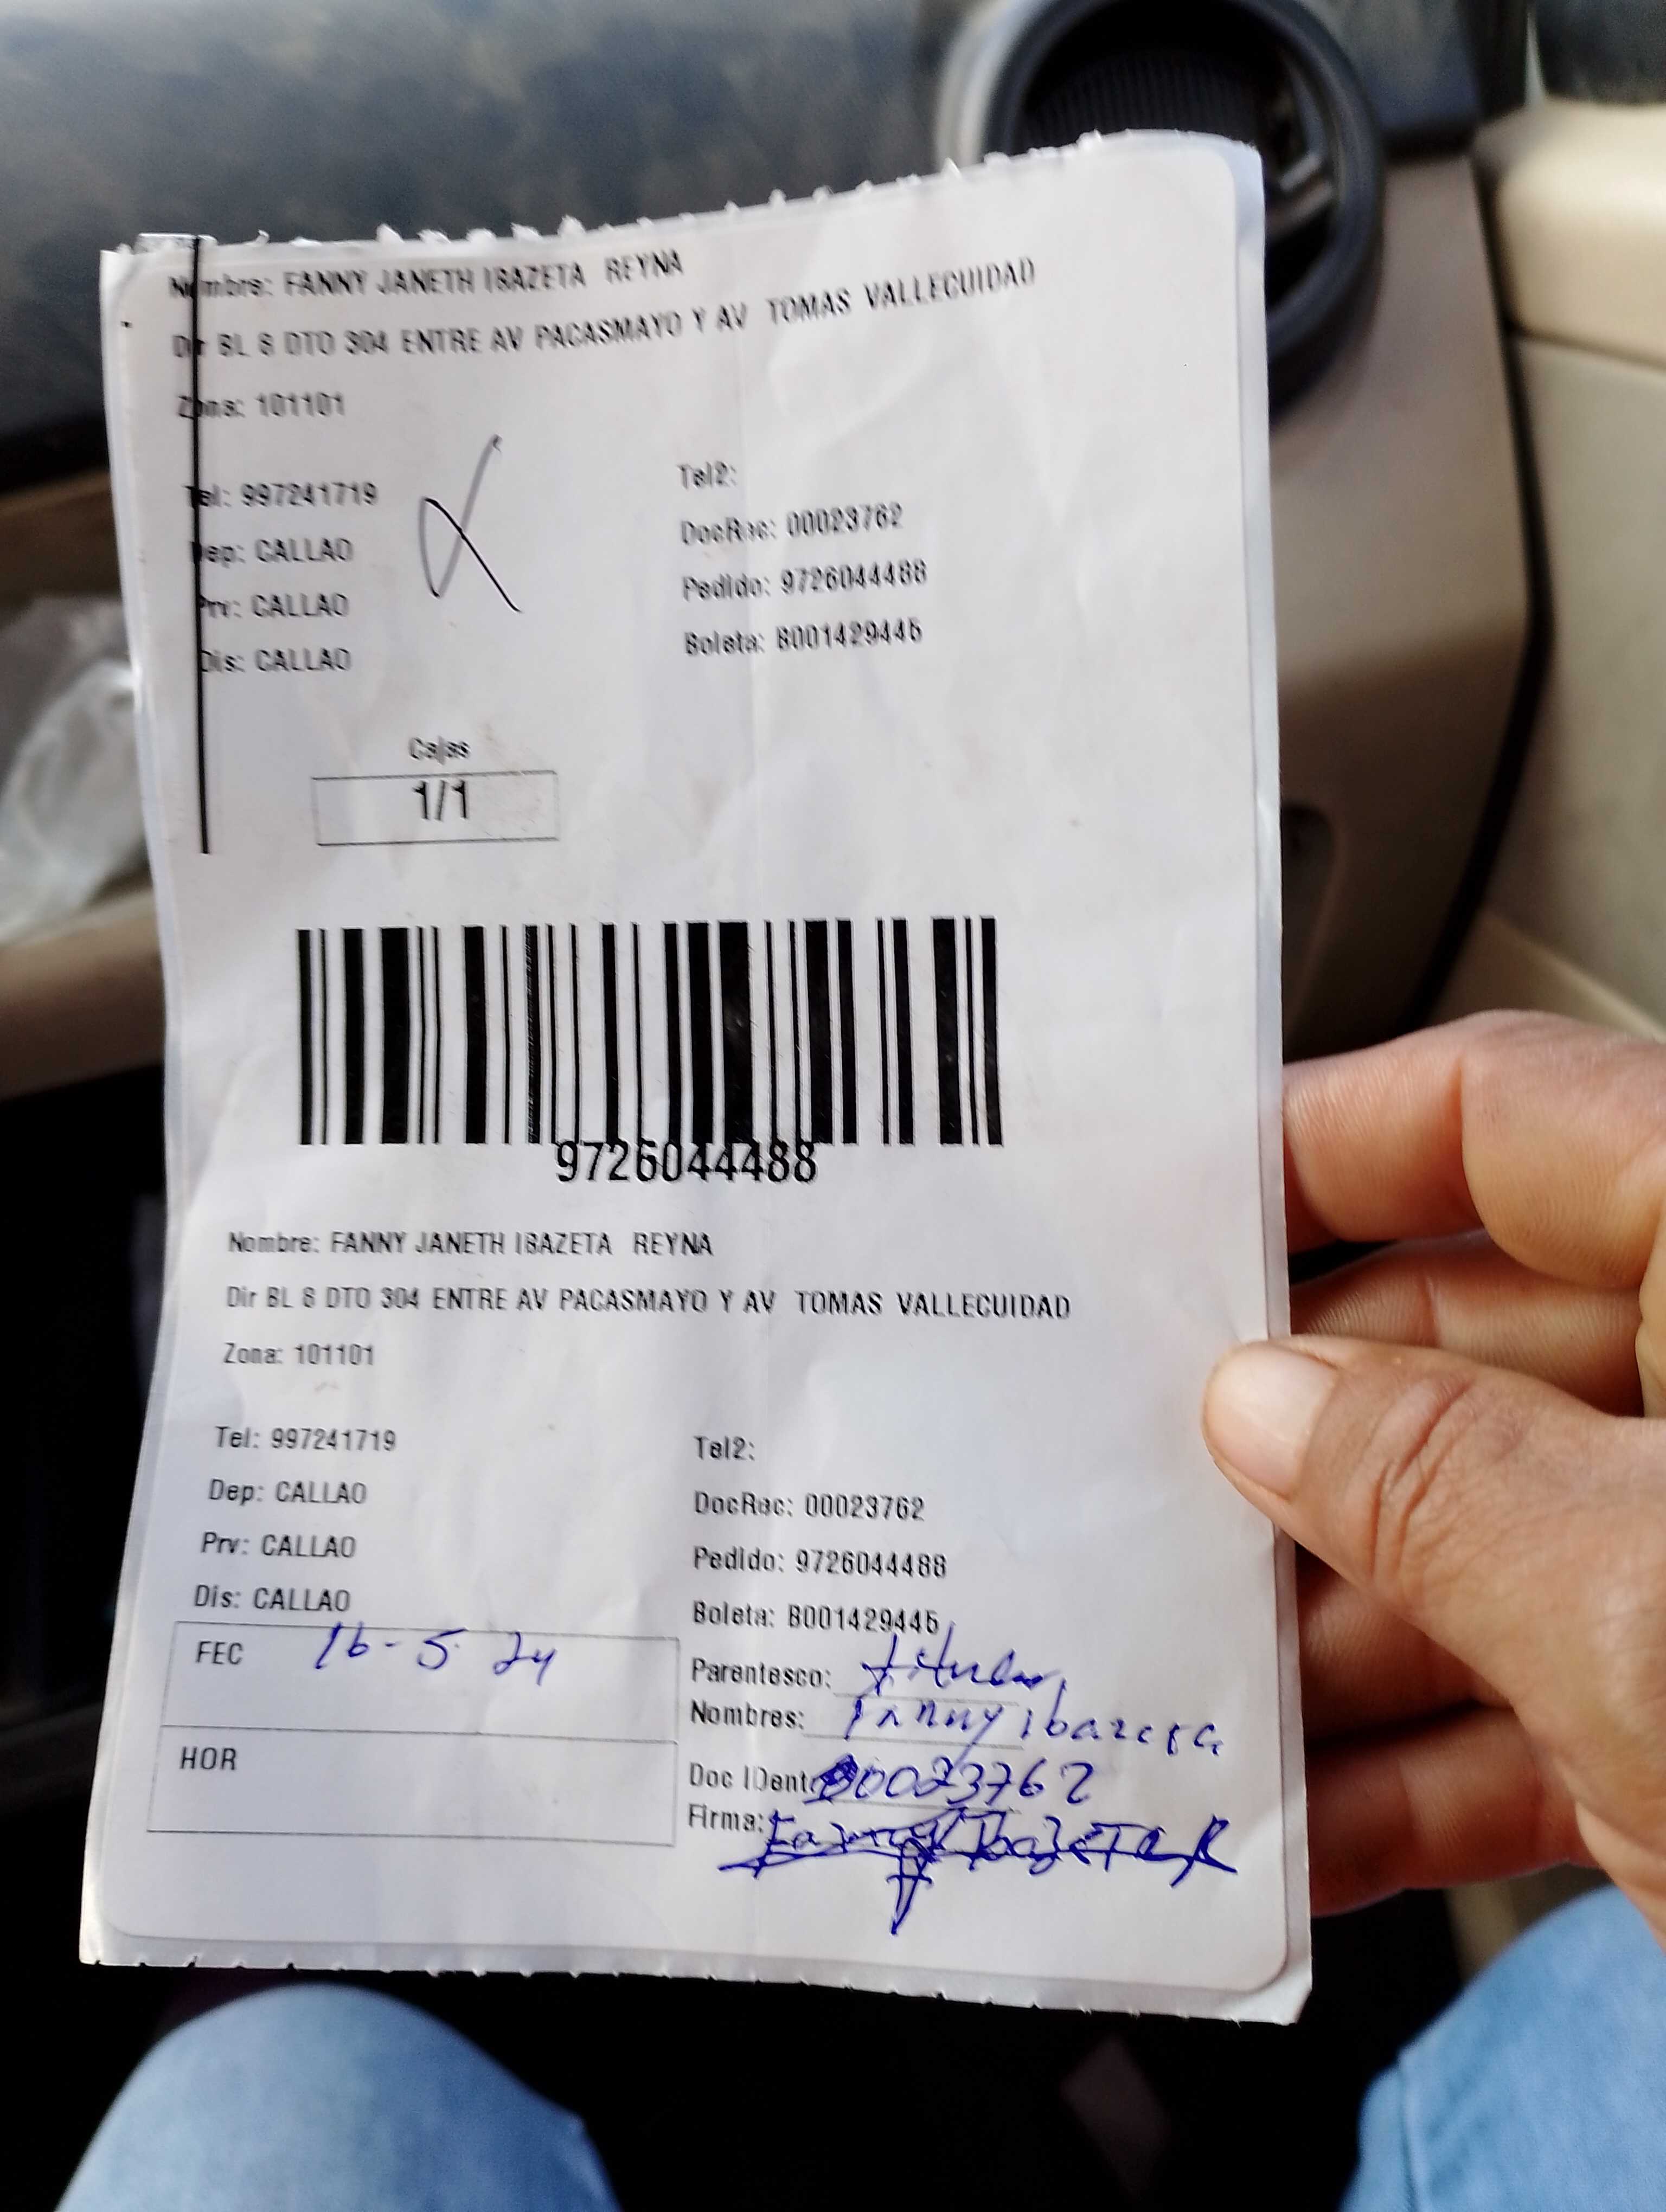 Nombre: FANNY JANETH IBAZETA REYNA
Dir BL 8 DTO 304 ENTRE AV PACASMAYO Y AV TOMAS VALLECUIDAD
Zona: 101101
Tel: 997241719
Tel2:
Dep: CALLAO
DocRec: 00023762
Prv: CALLAO
Pedido: 9726044488
Dis: CALLAO
Boleta: B001429445
Cajas
1/1
9726044488
Nombre: FANNY JANETH IBAZETA REYNA
Dir BL 8 DTO 304 ENTRE AV PACASMAYO Y AV TOMAS VALLECUIDAD
Zona: 101101
Tel: 997241719
Tel2:
Dep: CALLAO
DocRec: 00023762
Prv: CALLAO
Pedido: 9726044488
Dis: CALLAO
Boleta: B001429445
FEC 16-5-24
Parentesco: titular
Nombres: Fanny ibazeta
HOR
Doc IDent: 00023762
Firma: Fanny Ibazeta R